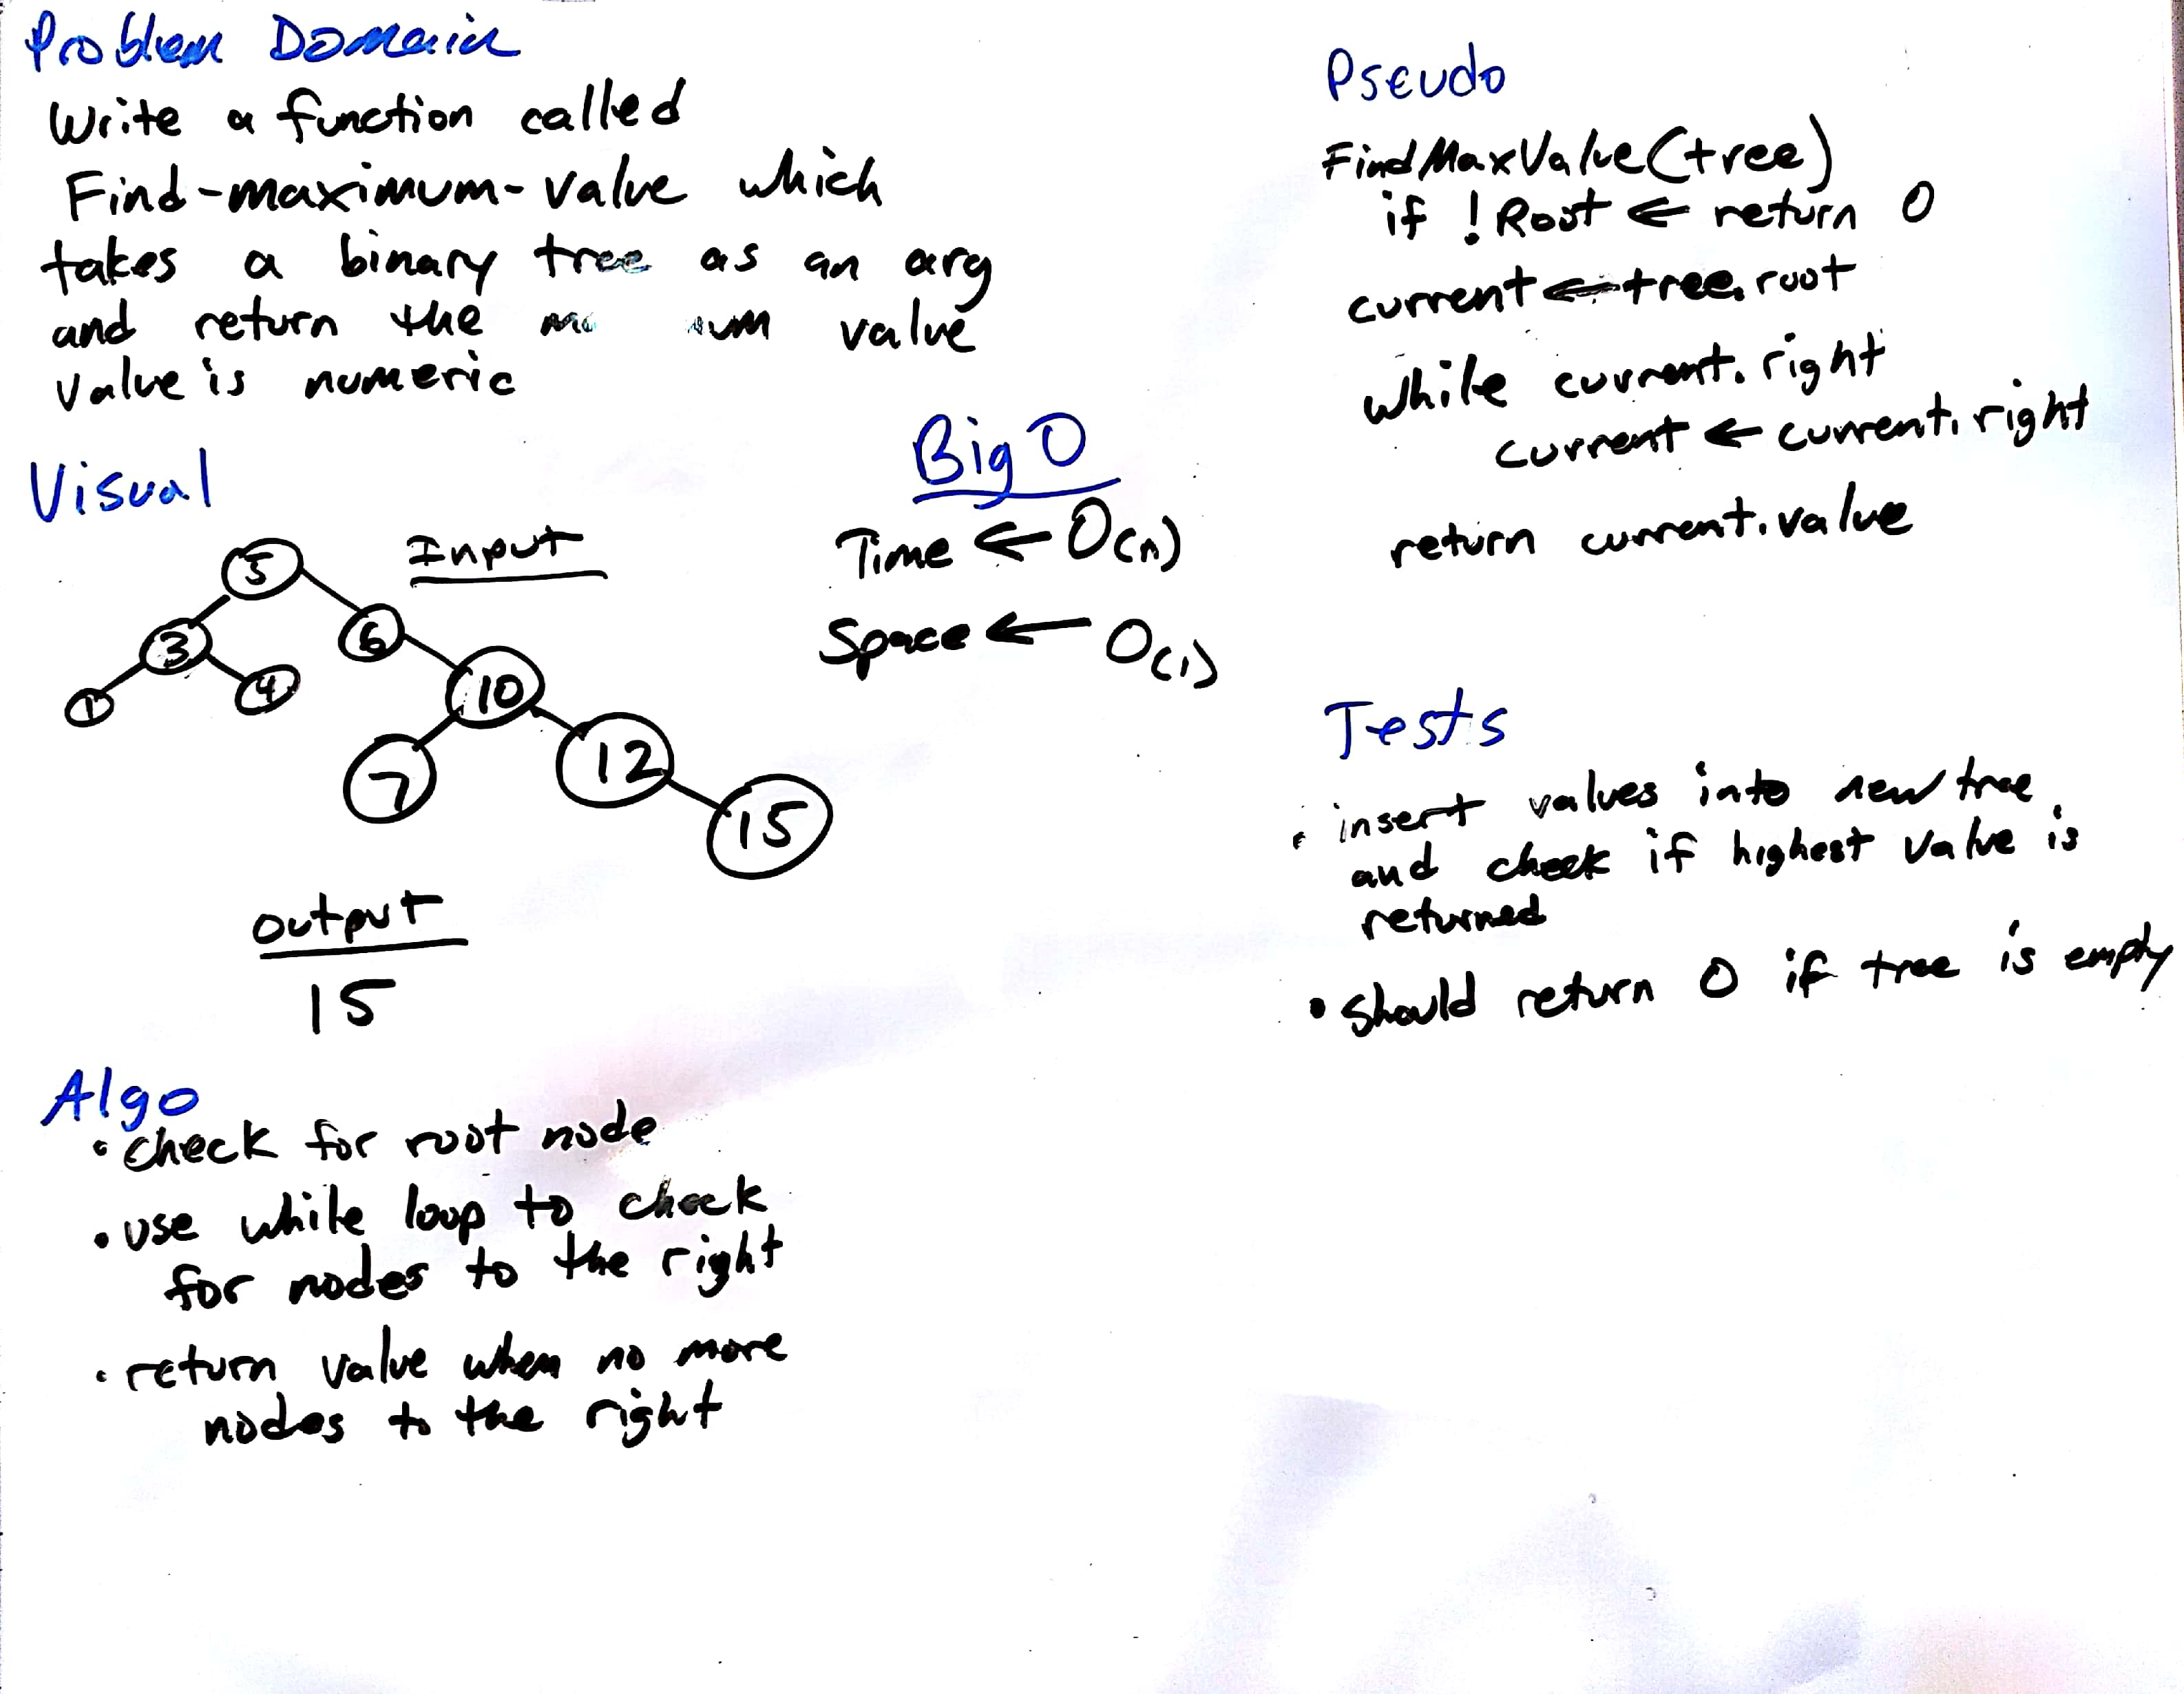 Problem Domain
Write a function called
Find-maximum-value which
takes a binary tree as an arg
and return the value
value is numeric
Visual
Input
5
3
6
1
4
10
7
12
15
Output
15
Algo
• check for root node
• use while loop to check
for nodes to the right
• return value when no more
nodes to the right
Big O
Time ← O(n)
Space ← O(1)
Pseudo
FindMaxValue(tree)
if !Root ← return 0
current ← tree.root
while current.right
current ← current.right
return current.value
Tests
• insert values into new tree,
and check if highest value is
returned
• should return 0 if tree is empty